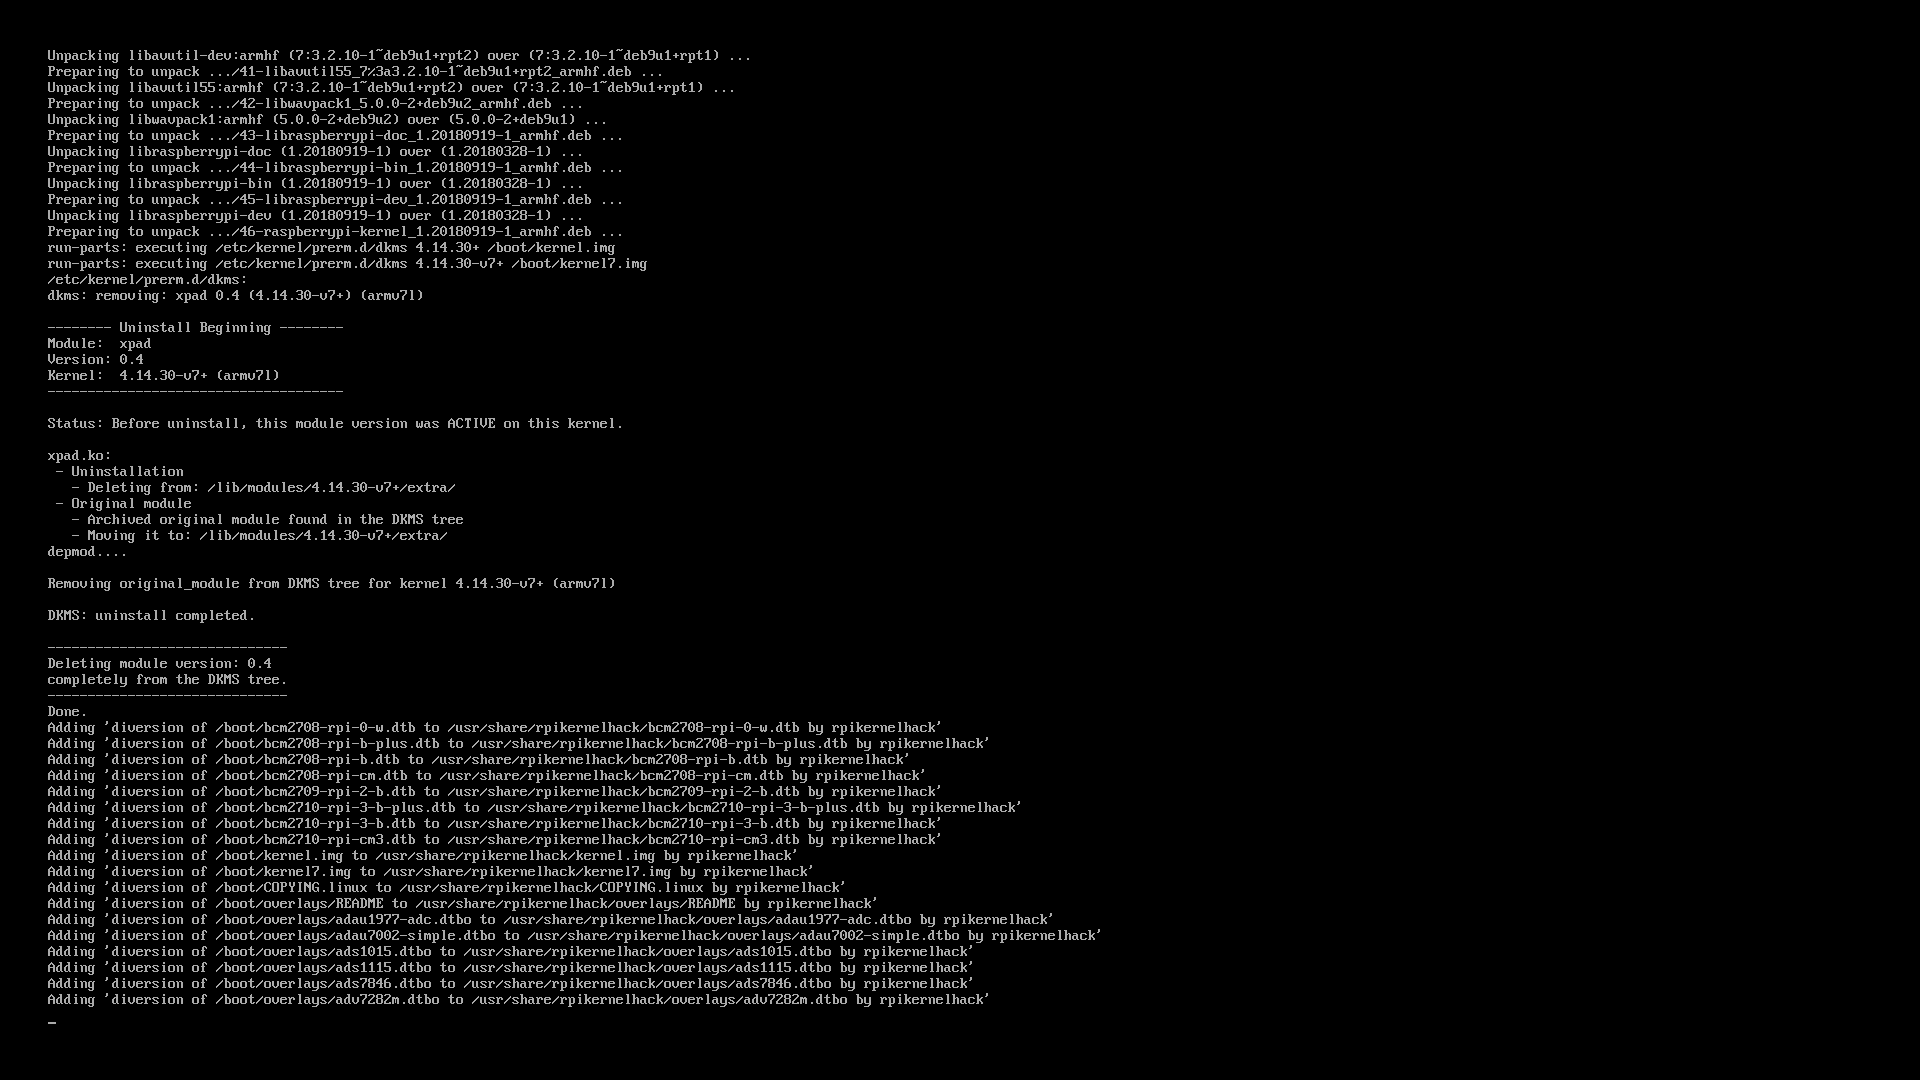 Unpacking libavutil-dev:armhf (7:3.2.10-1~deb9u1+rpt2) over (7:3.2.10-1~deb9u1+rpt1) ...
Preparing to unpack .../41-libavutil55_7%3a3.2.10-1~deb9u1+rpt2_armhf.deb ...
Unpacking libavutil55:armhf (7:3.2.10-1~deb9u1+rpt2) over (7:3.2.10-1~deb9u1+rpt1) ...
Preparing to unpack .../42-libwavpack1_5.0.0-2+deb9u2_armhf.deb ...
Unpacking libwavpack1:armhf (5.0.0-2+deb9u2) over (5.0.0-2+deb9u1) ...
Preparing to unpack .../43-libraspberrypi-doc_1.20180919-1_armhf.deb ...
Unpacking libraspberrypi-doc (1.20180919-1) over (1.20180328-1) ...
Preparing to unpack .../44-libraspberrypi-bin_1.20180919-1_armhf.deb ...
Unpacking libraspberrypi-bin (1.20180919-1) over (1.20180328-1) ...
Preparing to unpack .../45-libraspberrypi-dev_1.20180919-1_armhf.deb ...
Unpacking libraspberrypi-dev (1.20180919-1) over (1.20180328-1) ...
Preparing to unpack .../46-raspberrypi-kernel_1.20180919-1_armhf.deb ...
run-parts: executing /etc/kernel/prerm.d/dkms 4.14.30+ /boot/kernel.img
run-parts: executing /etc/kernel/prerm.d/dkms 4.14.30-v7+ /boot/kernel7.img
/etc/kernel/prerm.d/dkms:
dkms: removing: xpad 0.4 (4.14.30-v7+) (armv7l)

-------- Uninstall Beginning --------
Module:  xpad
Version: 0.4
Kernel:  4.14.30-v7+ (armv7l)
-------------------------------------

Status: Before uninstall, this module version was ACTIVE on this kernel.

xpad.ko:
 - Uninstallation
   - Deleting from: /lib/modules/4.14.30-v7+/extra/
 - Original module
   - Archived original module found in the DKMS tree
   - Moving it to: /lib/modules/4.14.30-v7+/extra/
depmod....

Removing original_module from DKMS tree for kernel 4.14.30-v7+ (armv7l)

DKMS: uninstall completed.

------------------------------
Deleting module version: 0.4
completely from the DKMS tree.
------------------------------
Done.
Adding 'diversion of /boot/bcm2708-rpi-0-w.dtb to /usr/share/rpikernelhack/bcm2708-rpi-0-w.dtb by rpikernelhack'
Adding 'diversion of /boot/bcm2708-rpi-b-plus.dtb to /usr/share/rpikernelhack/bcm2708-rpi-b-plus.dtb by rpikernelhack'
Adding 'diversion of /boot/bcm2708-rpi-b.dtb to /usr/share/rpikernelhack/bcm2708-rpi-b.dtb by rpikernelhack'
Adding 'diversion of /boot/bcm2708-rpi-cm.dtb to /usr/share/rpikernelhack/bcm2708-rpi-cm.dtb by rpikernelhack'
Adding 'diversion of /boot/bcm2709-rpi-2-b.dtb to /usr/share/rpikernelhack/bcm2709-rpi-2-b.dtb by rpikernelhack'
Adding 'diversion of /boot/bcm2710-rpi-3-b-plus.dtb to /usr/share/rpikernelhack/bcm2710-rpi-3-b-plus.dtb by rpikernelhack'
Adding 'diversion of /boot/bcm2710-rpi-3-b.dtb to /usr/share/rpikernelhack/bcm2710-rpi-3-b.dtb by rpikernelhack'
Adding 'diversion of /boot/bcm2710-rpi-cm3.dtb to /usr/share/rpikernelhack/bcm2710-rpi-cm3.dtb by rpikernelhack'
Adding 'diversion of /boot/kernel.img to /usr/share/rpikernelhack/kernel.img by rpikernelhack'
Adding 'diversion of /boot/kernel7.img to /usr/share/rpikernelhack/kernel7.img by rpikernelhack'
Adding 'diversion of /boot/COPYING.linux to /usr/share/rpikernelhack/COPYING.linux by rpikernelhack'
Adding 'diversion of /boot/overlays/README to /usr/share/rpikernelhack/overlays/README by rpikernelhack'
Adding 'diversion of /boot/overlays/adau1977-adc.dtbo to /usr/share/rpikernelhack/overlays/adau1977-adc.dtbo by rpikernelhack'
Adding 'diversion of /boot/overlays/adau7002-simple.dtbo to /usr/share/rpikernelhack/overlays/adau7002-simple.dtbo by rpikernelhack'
Adding 'diversion of /boot/overlays/ads1015.dtbo to /usr/share/rpikernelhack/overlays/ads1015.dtbo by rpikernelhack'
Adding 'diversion of /boot/overlays/ads1115.dtbo to /usr/share/rpikernelhack/overlays/ads1115.dtbo by rpikernelhack'
Adding 'diversion of /boot/overlays/ads7846.dtbo to /usr/share/rpikernelhack/overlays/ads7846.dtbo by rpikernelhack'
Adding 'diversion of /boot/overlays/adv7282m.dtbo to /usr/share/rpikernelhack/overlays/adv7282m.dtbo by rpikernelhack'
_